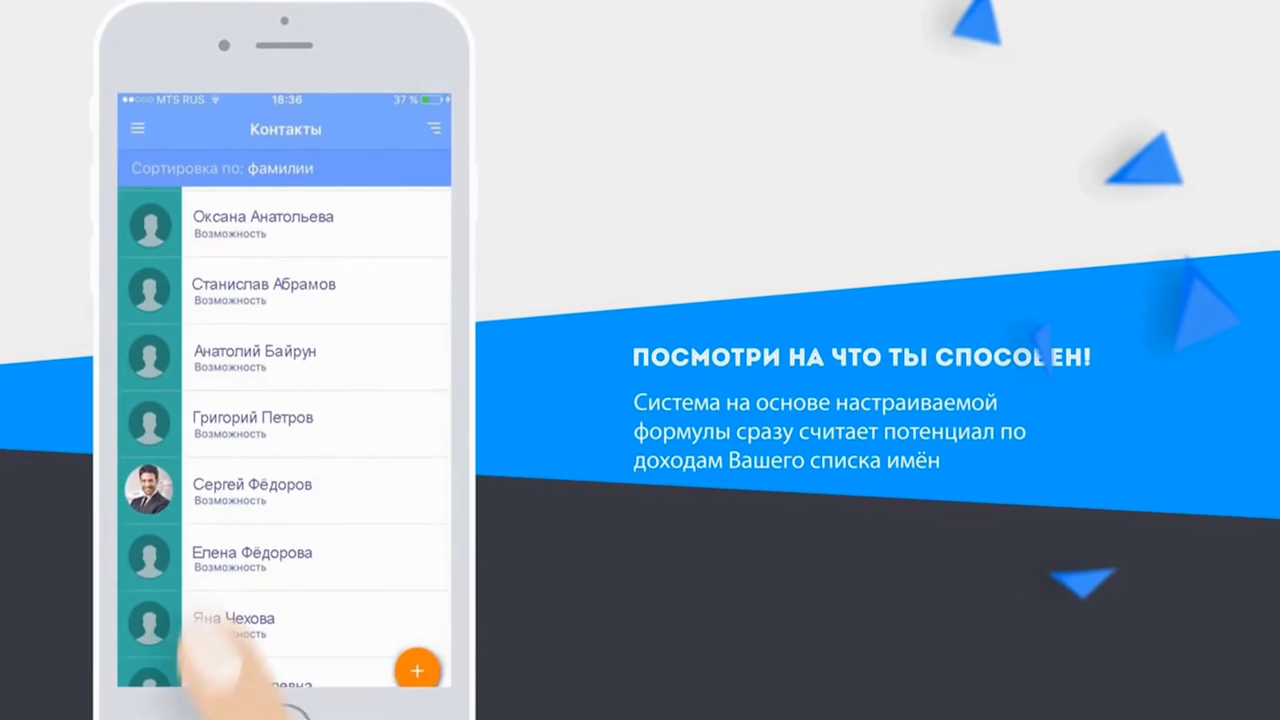 MTS RUS 18:36 37 %
Контакты
Сортировка по: фамилии
Оксана Анатольева
Возможность
Станислав Абрамов
Возможность
Анатолий Байрун
Возможность
Григорий Петров
Возможность
Сергей Фёдоров
Возможность
Елена Фёдорова
Возможность
Яна Чехова
ПОСМОТРИ НА ЧТО ТЫ СПОСОБЕН!
Система на основе настраиваемой
формулы сразу считает потенциал по
доходам Вашего списка имён